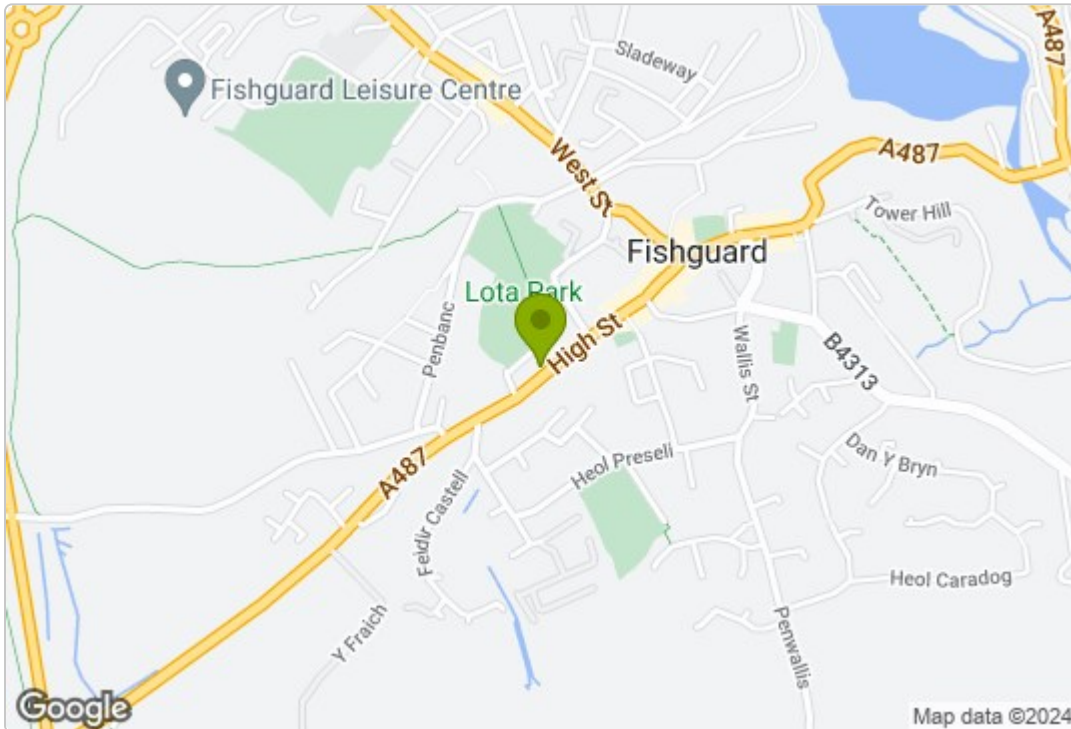 A487
Sladeway
Fishguard Leisure Centre
West St
A487
Tower Hill
Fishguard
Lota Park
High St
Penbanc
Wallis St
B4313
Dan Y Bryn
Heol Preseli
A487
Feidir Castell
Heol Caradog
Y Fraich
Penwallis
Google
Map data ©2024